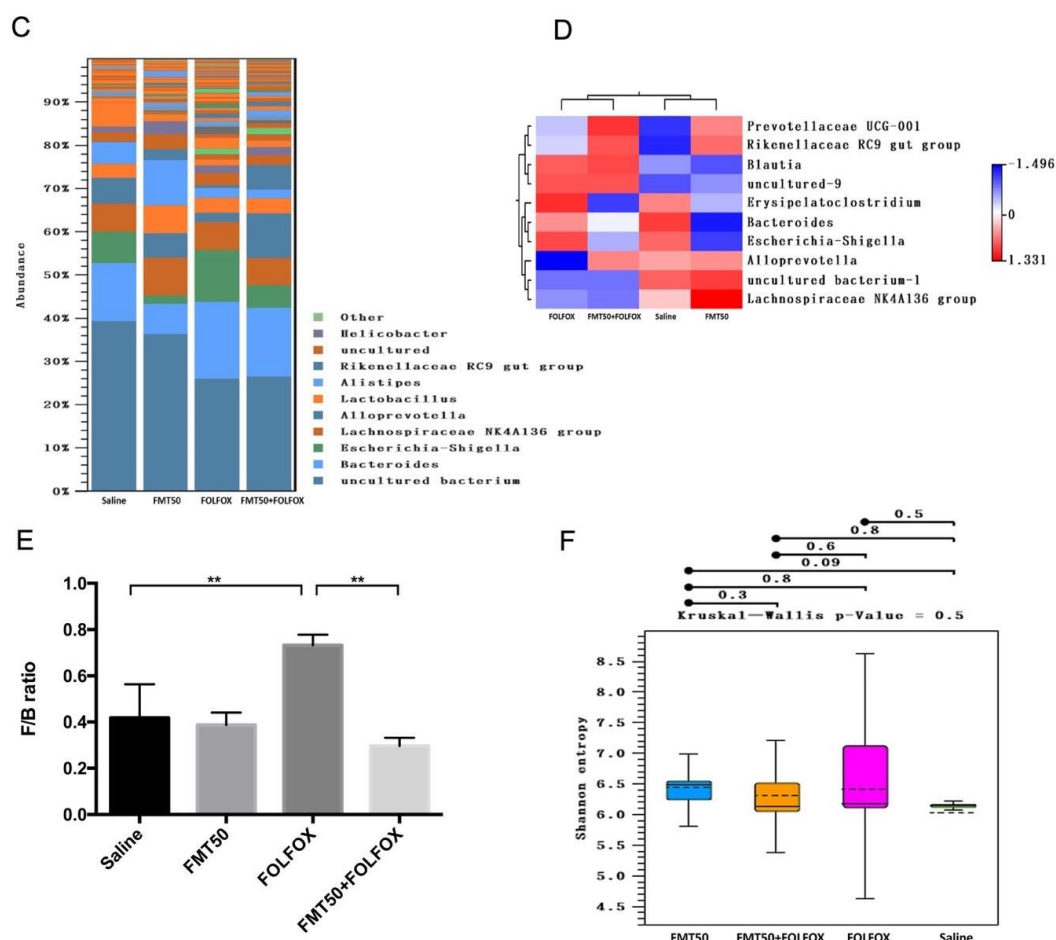 C
Abundance
90%
80%
70%
60%
50%
40%
30%
20%
10%
0%
Saline FMT50 FOLFOX FMT50+FOLFOX
Other
Helicobacter
uncultured
Rikenellaceae RC9 gut group
Alistipes
Lactobacillus
Alloprevotella
Lachnospiraceae NK4A136 group
Escherichia-Shigella
Bacteroides
uncultured bacterium
D
Prevotellaceae UCG-001
Rikenellaceae RC9 gut group
Blautia
uncultured-9
Erysipelatoclostridium
Bacteroides
Escherichia-Shigella
Alloprevotella
uncultured bacterium-1
Lachnospiraceae NK4A136 group
FOLFOX FMT50+FOLFOX Saline FMT50
-1.496
0
1.331
E
F/B ratio
1.0
0.8
0.6
0.4
0.2
0.0
** **
Saline FMT50 FOLFOX FMT50+FOLFOX
F
0.5
0.8
0.6
0.09
0.8
0.3
Kruskal—Wallis p-Value = 0.5
Shannon entropy
8.5
8.0
7.5
7.0
6.5
6.0
5.5
5.0
4.5
FMT50 FMT50+FOLFOX FOLFOX Saline